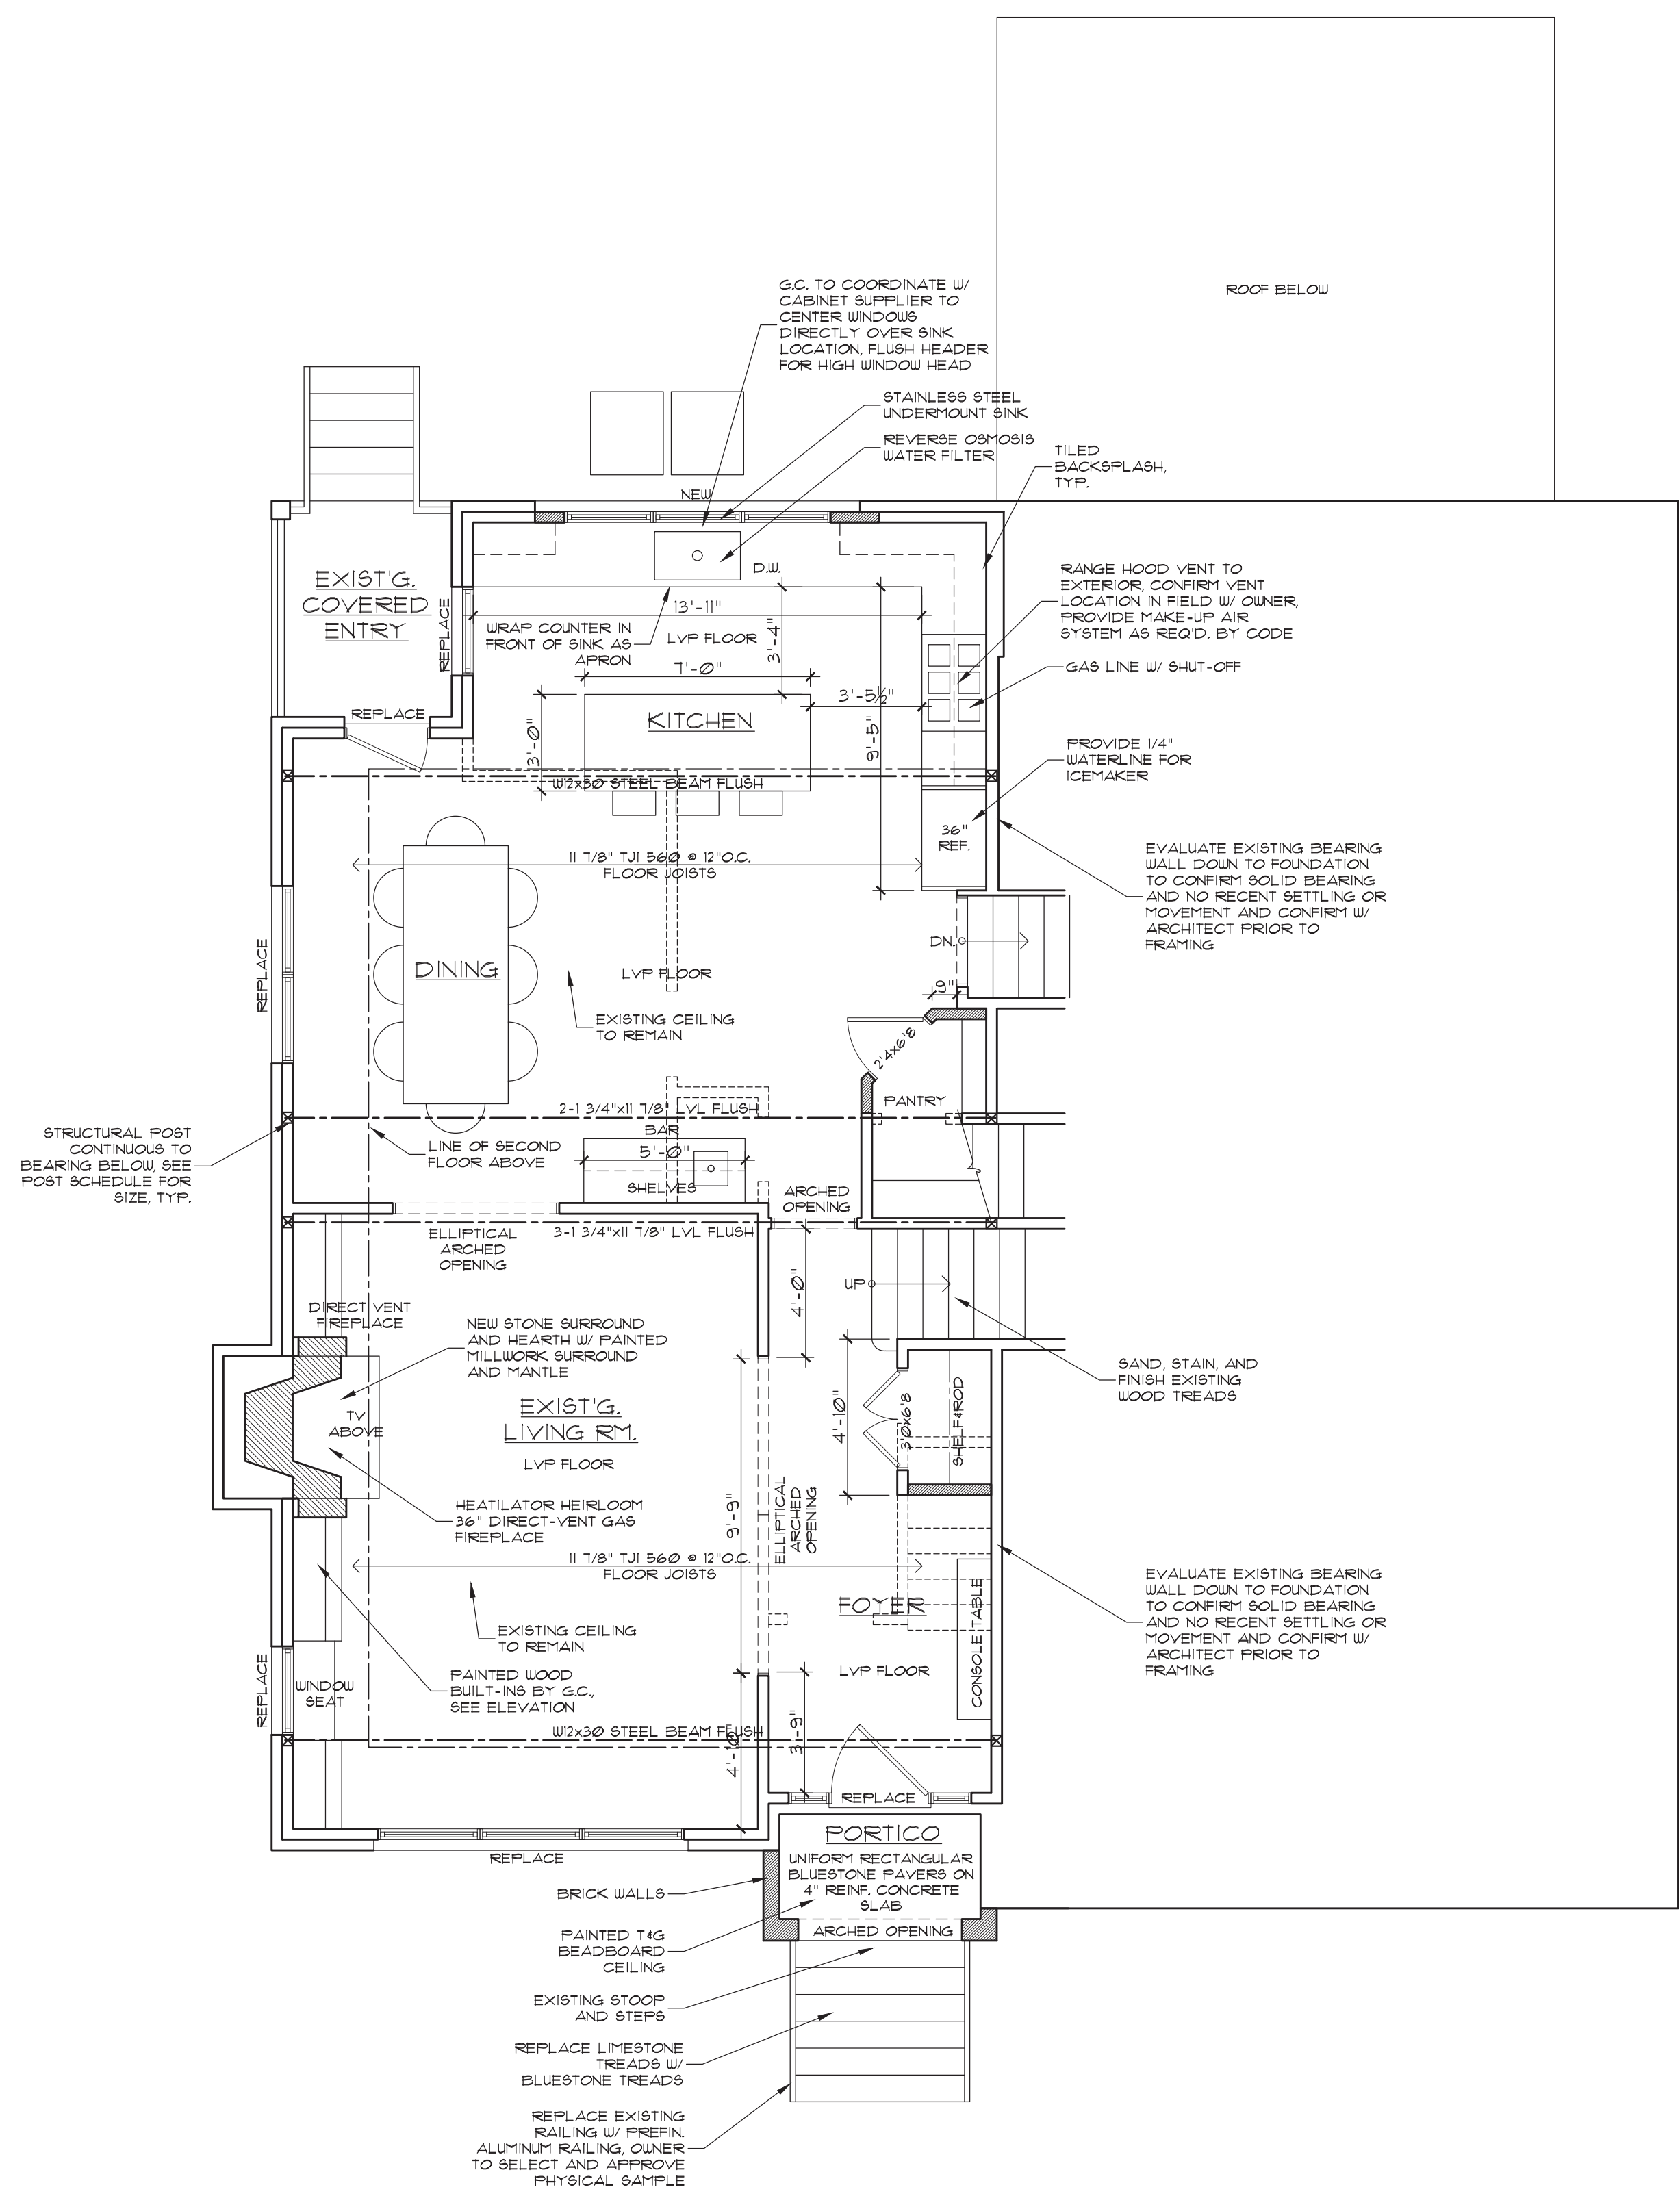 ROOF BELOW
G.C. TO COORDINATE W/
CABINET SUPPLIER TO
CENTER WINDOWS
DIRECTLY OVER SINK
LOCATION, FLUSH HEADER
FOR HIGH WINDOW HEAD
STAINLESS STEEL
UNDERMOUNT SINK
REVERSE OSMOSIS
WATER FILTER
TILED
BACKSPLASH,
TYP.
NEW
EXIST'G.
COVERED
ENTRY
REPLACE
REPLACE
D.W.
13'-11"
WRAP COUNTER IN
FRONT OF SINK AS
APRON
LVP FLOOR
3'-4"
7'-0"
3'-5½"
KITCHEN
3'-0"
9'-5"
RANGE HOOD VENT TO
EXTERIOR, CONFIRM VENT
LOCATION IN FIELD W/ OWNER,
PROVIDE MAKE-UP AIR
SYSTEM AS REQ'D. BY CODE
GAS LINE W/ SHUT-OFF
PROVIDE 1/4"
WATERLINE FOR
ICEMAKER
W12x30 STEEL BEAM FLUSH
36"
REF.
11 7/8" TJI 560 @ 12"O.C.
FLOOR JOISTS
EVALUATE EXISTING BEARING
WALL DOWN TO FOUNDATION
TO CONFIRM SOLID BEARING
AND NO RECENT SETTLING OR
MOVEMENT AND CONFIRM W/
ARCHITECT PRIOR TO
FRAMING
DN.
REPLACE
DINING
LVP FLOOR
9"
EXISTING CEILING
TO REMAIN
2'4x6'8
PANTRY
2-1 3/4"x11 7/8" LVL FLUSH
BAR
5'-0"
SHELVES
STRUCTURAL POST
CONTINUOUS TO
BEARING BELOW, SEE
POST SCHEDULE FOR
SIZE, TYP.
LINE OF SECOND
FLOOR ABOVE
ARCHED
OPENING
ELLIPTICAL
ARCHED
OPENING
3-1 3/4"x11 7/8" LVL FLUSH
UP
4'-0"
DIRECT VENT
FIREPLACE
NEW STONE SURROUND
AND HEARTH W/ PAINTED
MILLWORK SURROUND
AND MANTLE
SAND, STAIN, AND
FINISH EXISTING
WOOD TREADS
TV
ABOVE
EXIST'G.
LIVING RM.
LVP FLOOR
4'-10"
3'0x6'8
SHELF&ROD
HEATILATOR HEIRLOOM
36" DIRECT-VENT GAS
FIREPLACE
9'-9"
ELLIPTICAL
ARCHED
OPENING
11 7/8" TJI 560 @ 12"O.C.
FLOOR JOISTS
FOYER
CONSOLE TABLE
EVALUATE EXISTING BEARING
WALL DOWN TO FOUNDATION
TO CONFIRM SOLID BEARING
AND NO RECENT SETTLING OR
MOVEMENT AND CONFIRM W/
ARCHITECT PRIOR TO
FRAMING
EXISTING CEILING
TO REMAIN
LVP FLOOR
REPLACE
WINDOW
SEAT
PAINTED WOOD
BUILT-INS BY G.C.,
SEE ELEVATION
W12x30 STEEL BEAM FLUSH
4'-10"
3'-9"
REPLACE
REPLACE
PORTICO
UNIFORM RECTANGULAR
BLUESTONE PAVERS ON
4" REINF. CONCRETE
SLAB
BRICK WALLS
ARCHED OPENING
PAINTED T&G
BEADBOARD
CEILING
EXISTING STOOP
AND STEPS
REPLACE LIMESTONE
TREADS W/
BLUESTONE TREADS
REPLACE EXISTING
RAILING W/ PREFIN.
ALUMINUM RAILING, OWNER
TO SELECT AND APPROVE
PHYSICAL SAMPLE